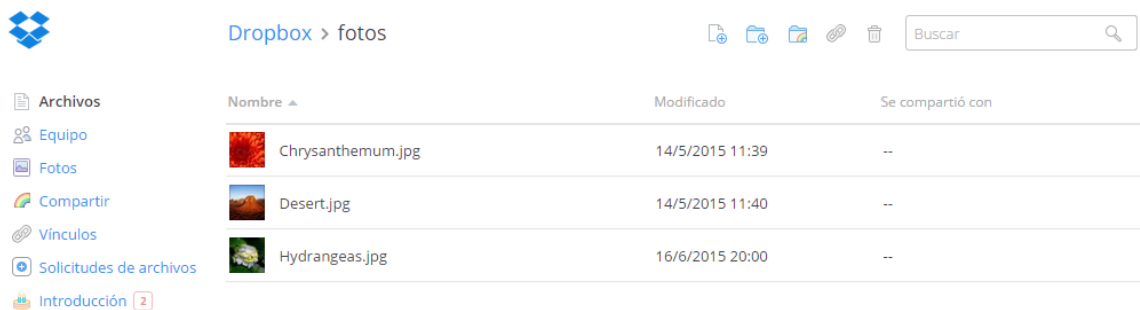 Dropbox > fotos
Buscar
Archivos
Equipo
Fotos
Compartir
Vínculos
Solicitudes de archivos
Introducción 2
Nombre Modificado Se compartió con
Chrysanthemum.jpg 14/5/2015 11:39 --
Desert.jpg 14/5/2015 11:40 --
Hydrangeas.jpg 16/6/2015 20:00 --